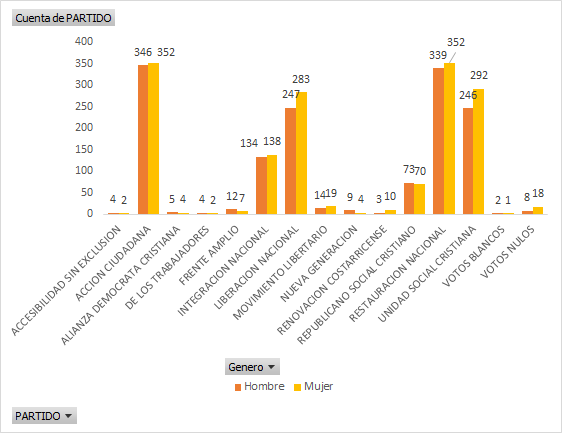 Cuenta de PARTIDO
400
350
300
250
200
150
100
50
0
4 2
346 352
5 4
4 2
12 7
134 138
247 283
14 19
9 4
3 10
73 70
339 352
246 292
2 1
8 18
ACCESIBILIDAD SIN EXCLUSION
ACCION CIUDADANA
ALIANZA DEMOCRATA CRISTIANA
DE LOS TRABAJADORES
FRENTE AMPLIO
INTEGRACION NACIONAL
LIBERACION NACIONAL
MOVIMIENTO LIBERTARIO
NUEVA GENERACION
RENOVACION COSTARRICENSE
REPUBLICANO SOCIAL CRISTIANO
RESTAURACION NACIONAL
UNIDAD SOCIAL CRISTIANA
VOTOS BLANCOS
VOTOS NULOS
Genero
Hombre Mujer
PARTIDO